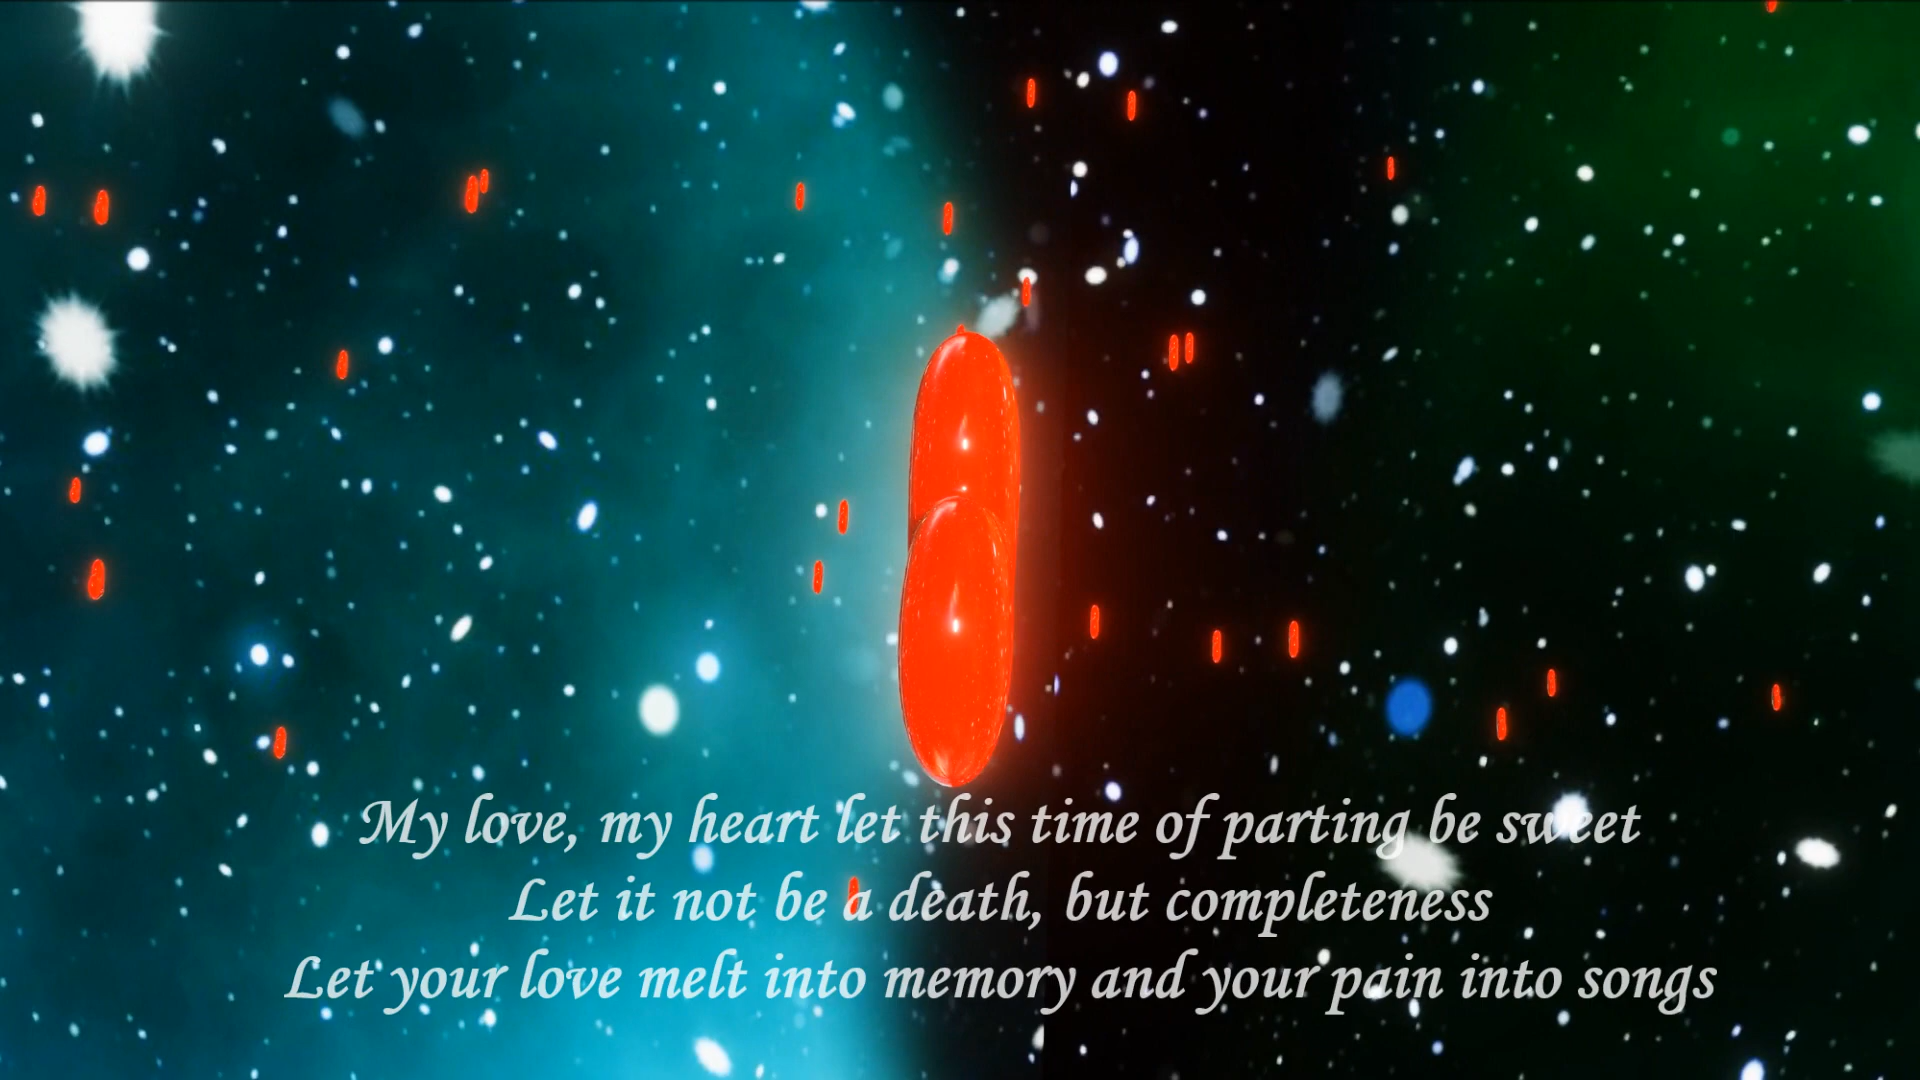 My love, my heart let this time of parting be sweet
Let it not be a death, but completeness
Let your love melt into memory and your pain into songs